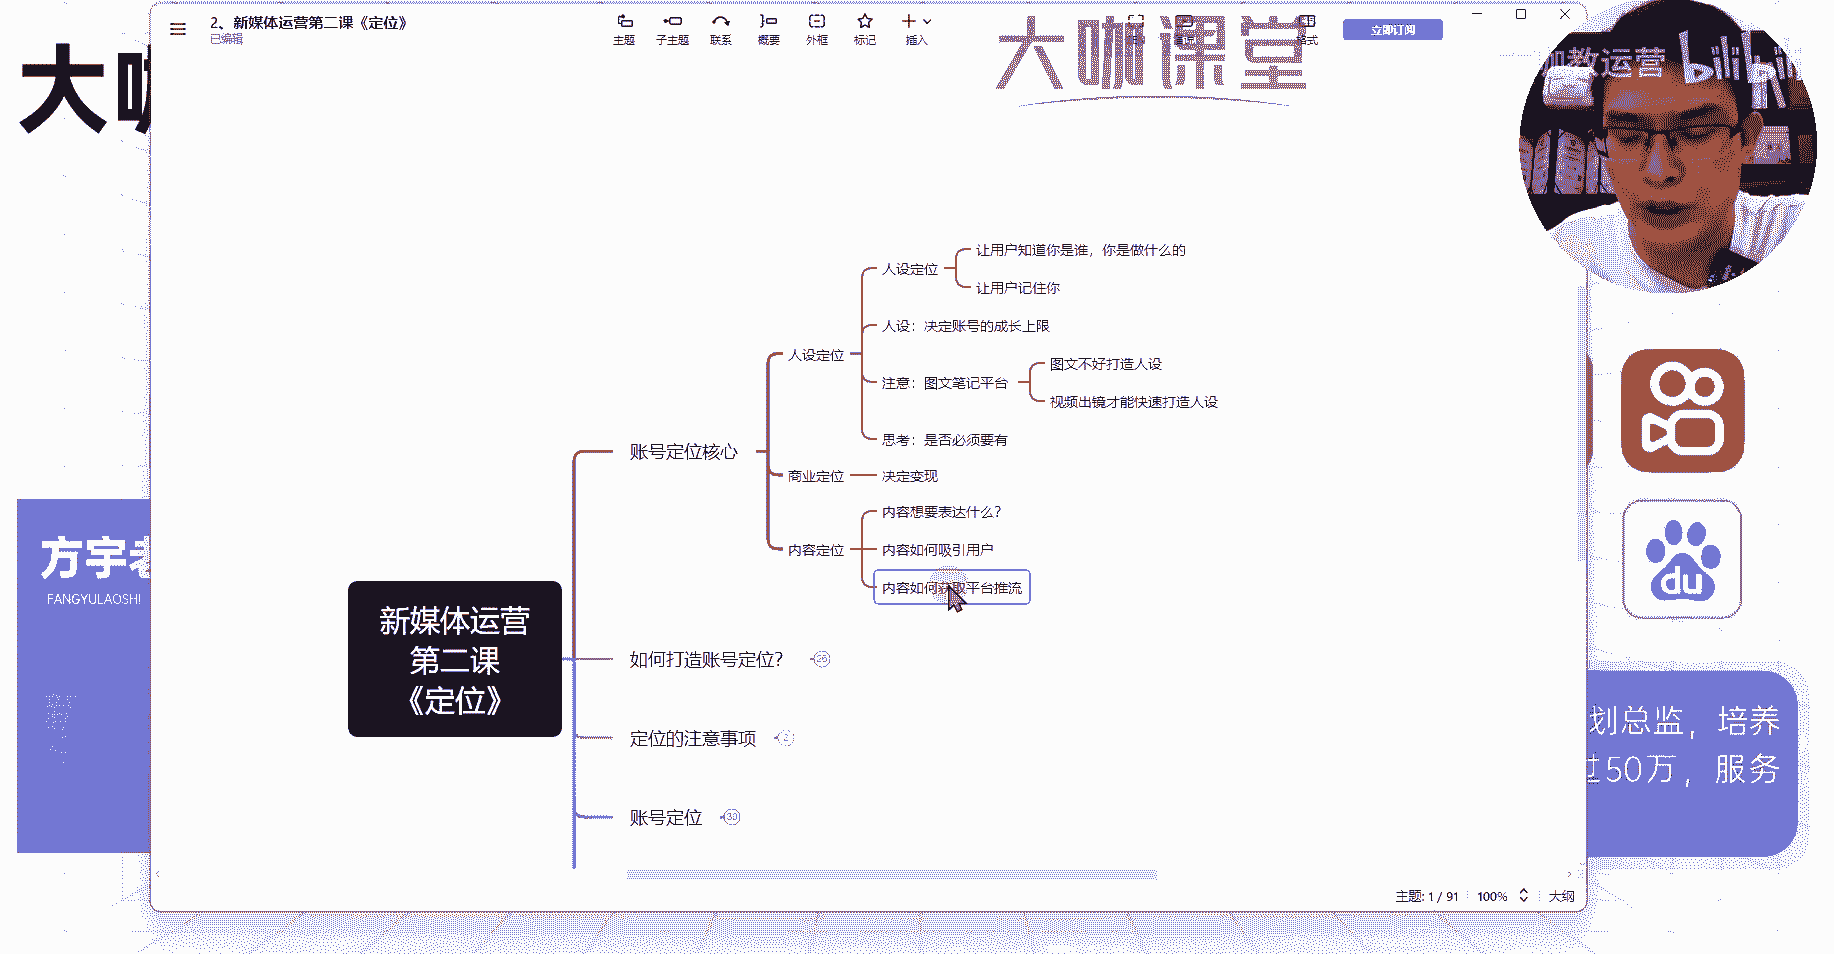 2、新媒体运营第二课《定位》
已编辑
主题
子主题
联系
概要
外框
标记
插入
格式
立即订阅
大咖课堂
咖教运营
bilibili
大咖
方宇老
FANGYULAOSHI
让用户知道你是谁，你是做什么的
人设定位
让用户记住你
人设：决定账号的成长上限
人设定位
图文不好打造人设
注意：图文笔记平台
视频出镜才能快速打造人设
思考：是否必须要有
账号定位核心
商业定位
决定变现
内容想要表达什么？
内容定位
内容如何吸引用户
内容如何获取平台推流
新媒体运营
第二课
《定位》
如何打造账号定位？
定位的注意事项
2
账号定位
30
du
划总监，培养
过50万，服务
主题: 1 / 91
100%
大纲